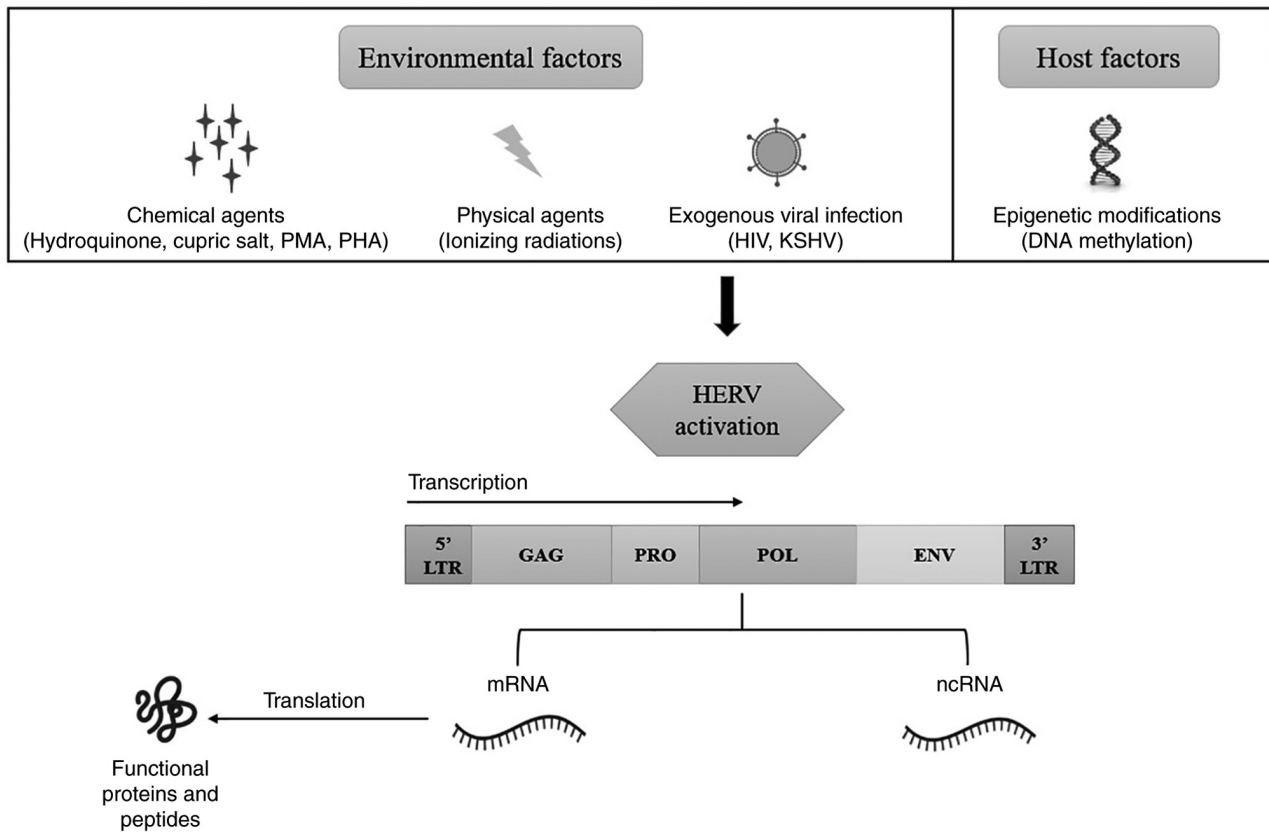 Environmental factors
Host factors
Chemical agents
(Hydroquinone, cupric salt, PMA, PHA)
Physical agents
(Ionizing radiations)
Exogenous viral infection
(HIV, KSHV)
Epigenetic modifications
(DNA methylation)
HERV
activation
Transcription
5’
LTR
GAG
PRO
POL
ENV
3’
LTR
mRNA
ncRNA
Translation
Functional
proteins and
peptides